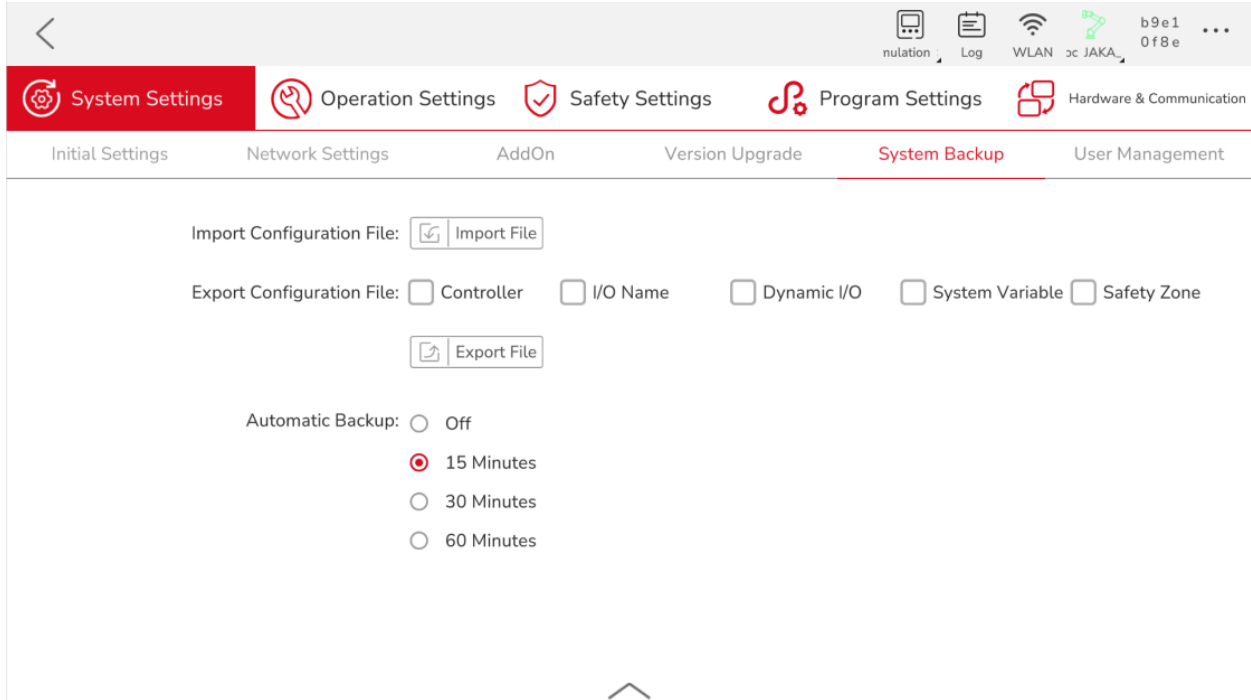 b9e1
0f8e
nulation Log WLAN JAKA_
System Settings Operation Settings Safety Settings Program Settings Hardware & Communication
Initial Settings Network Settings AddOn Version Upgrade System Backup User Management
Import Configuration File: Import File
Export Configuration File: Controller I/O Name Dynamic I/O System Variable Safety Zone
Export File
Automatic Backup: Off
15 Minutes
30 Minutes
60 Minutes